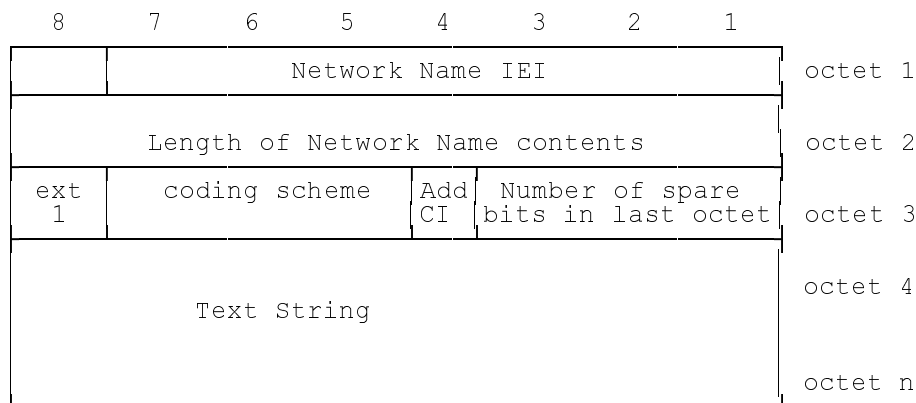 8 7 6 5 4 3 2 1
Network Name IEI octet 1
Length of Network Name contents octet 2
ext coding scheme Add Number of spare
1 CI bits in last octet octet 3
octet 4
Text String
octet n